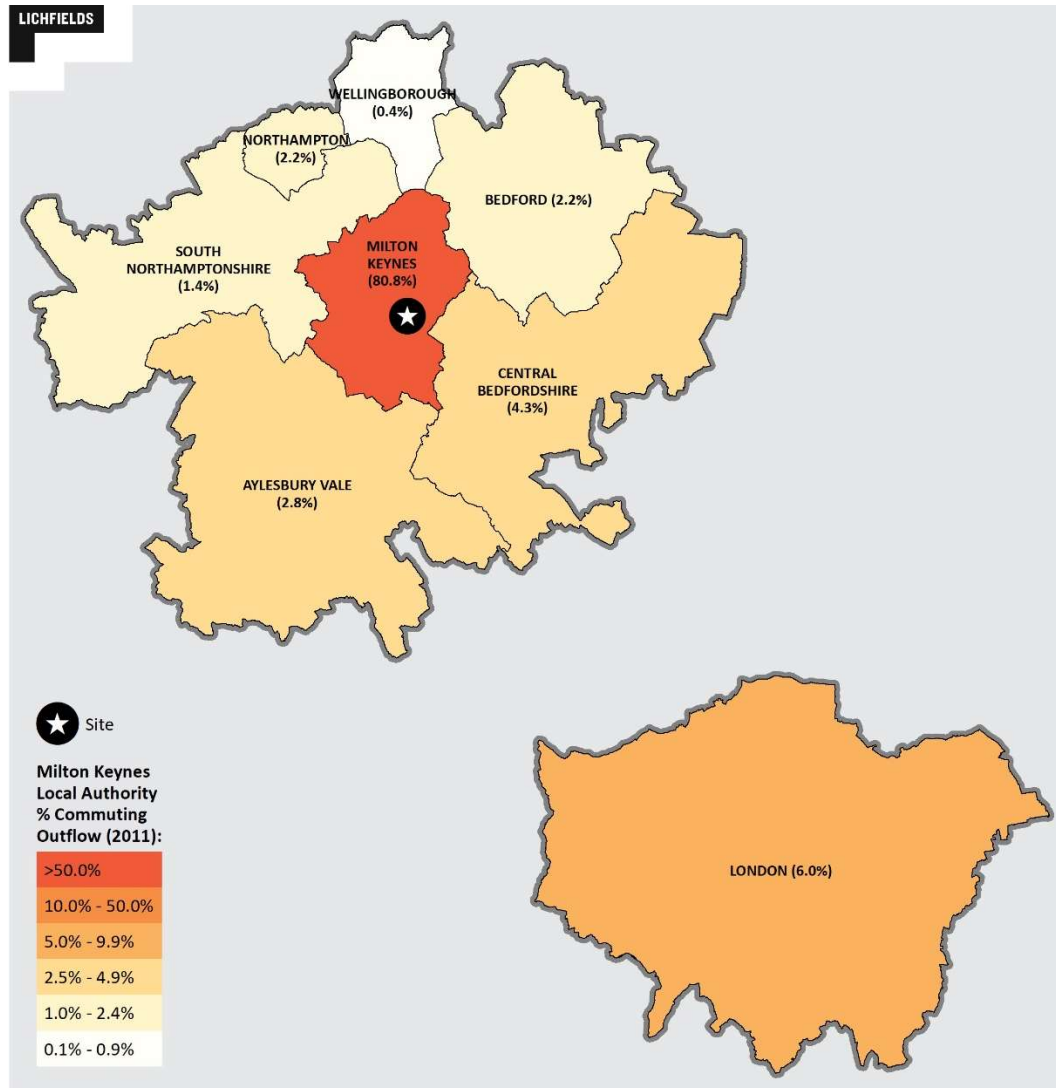 LICHFIELDS
WELLINGBOROUGH
(0.4%)
NORTHAMPTON
(2.2%)
BEDFORD (2.2%)
SOUTH
NORTHAMPTONSHIRE
(1.4%)
MILTON
KEYNES
(80.8%)
CENTRAL
BEDFORDSHIRE
(4.3%)
AYLESBURY VALE
(2.8%)
LONDON (6.0%)
Site
Milton Keynes
Local Authority
% Commuting
Outflow (2011):
>50.0%
10.0% - 50.0%
5.0% - 9.9%
2.5% - 4.9%
1.0% - 2.4%
0.1% - 0.9%